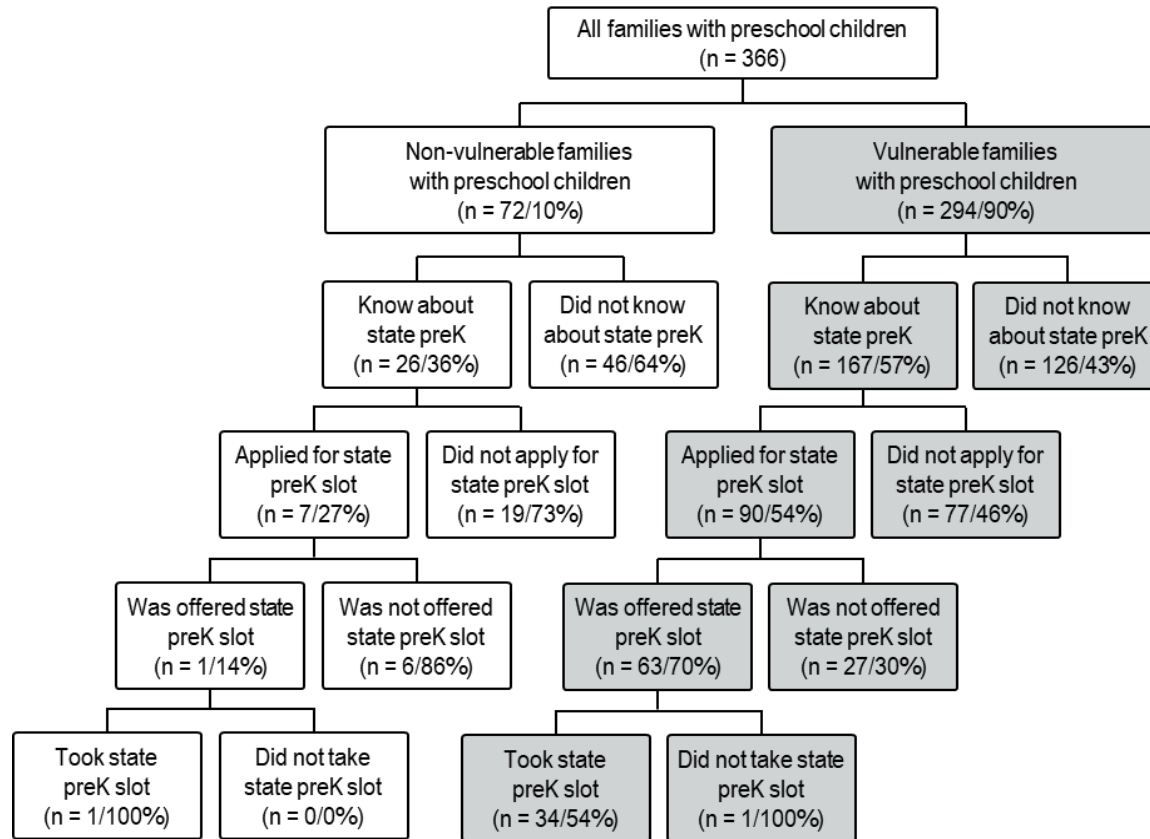 All families with preschool children
(n = 366)
Non-vulnerable families
with preschool children
(n = 72/10%)
Vulnerable families
with preschool children
(n = 294/90%)
Know about
state preK
(n = 26/36%)
Did not know
about state preK
(n = 46/64%)
Know about
state preK
(n = 167/57%)
Did not know
about state preK
(n = 126/43%)
Applied for state
preK slot
(n = 7/27%)
Did not apply for
state preK slot
(n = 19/73%)
Applied for state
preK slot
(n = 90/54%)
Did not apply for
state preK slot
(n = 77/46%)
Was offered state
preK slot
(n = 1/14%)
Was not offered
state preK slot
(n = 6/86%)
Was offered state
preK slot
(n = 63/70%)
Was not offered
state preK slot
(n = 27/30%)
Took state
preK slot
(n = 1/100%)
Did not take
state preK slot
(n = 0/0%)
Took state
preK slot
(n = 34/54%)
Did not take state
preK slot
(n = 1/100%)